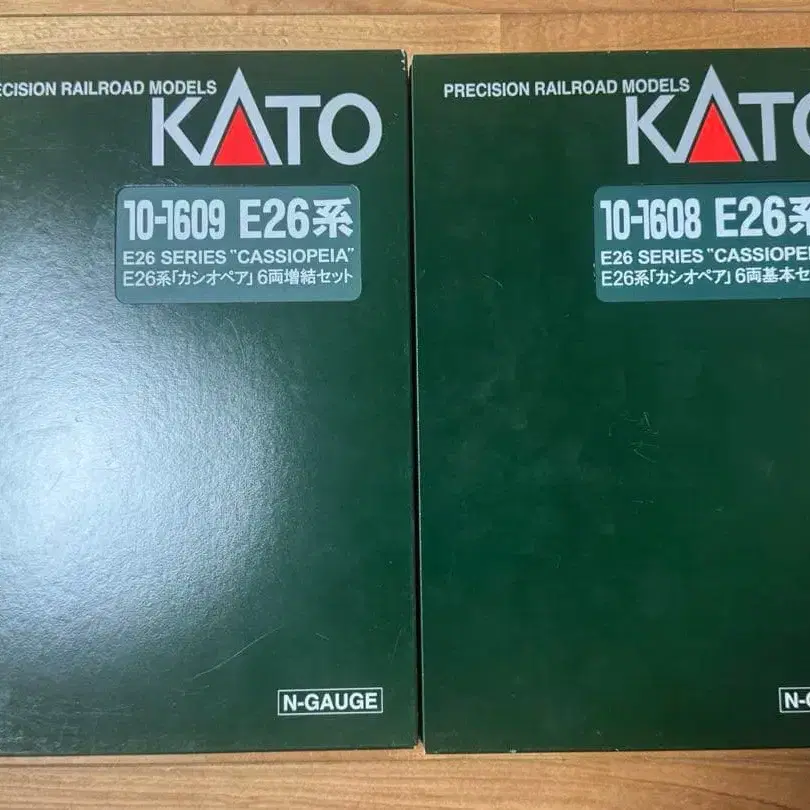 ECISION RAILROAD MODELS
KATO
10-1609 E26系
E26 SERIES "CASSIOPEIA"
E26系「カシオペア」6両増結セット
N-GAUGE
PRECISION RAILROAD MODELS
KATO
10-1608 E26系
E26 SERIES "CASSIOPEI
E26系「カシオペア」6両基本セ
N-G